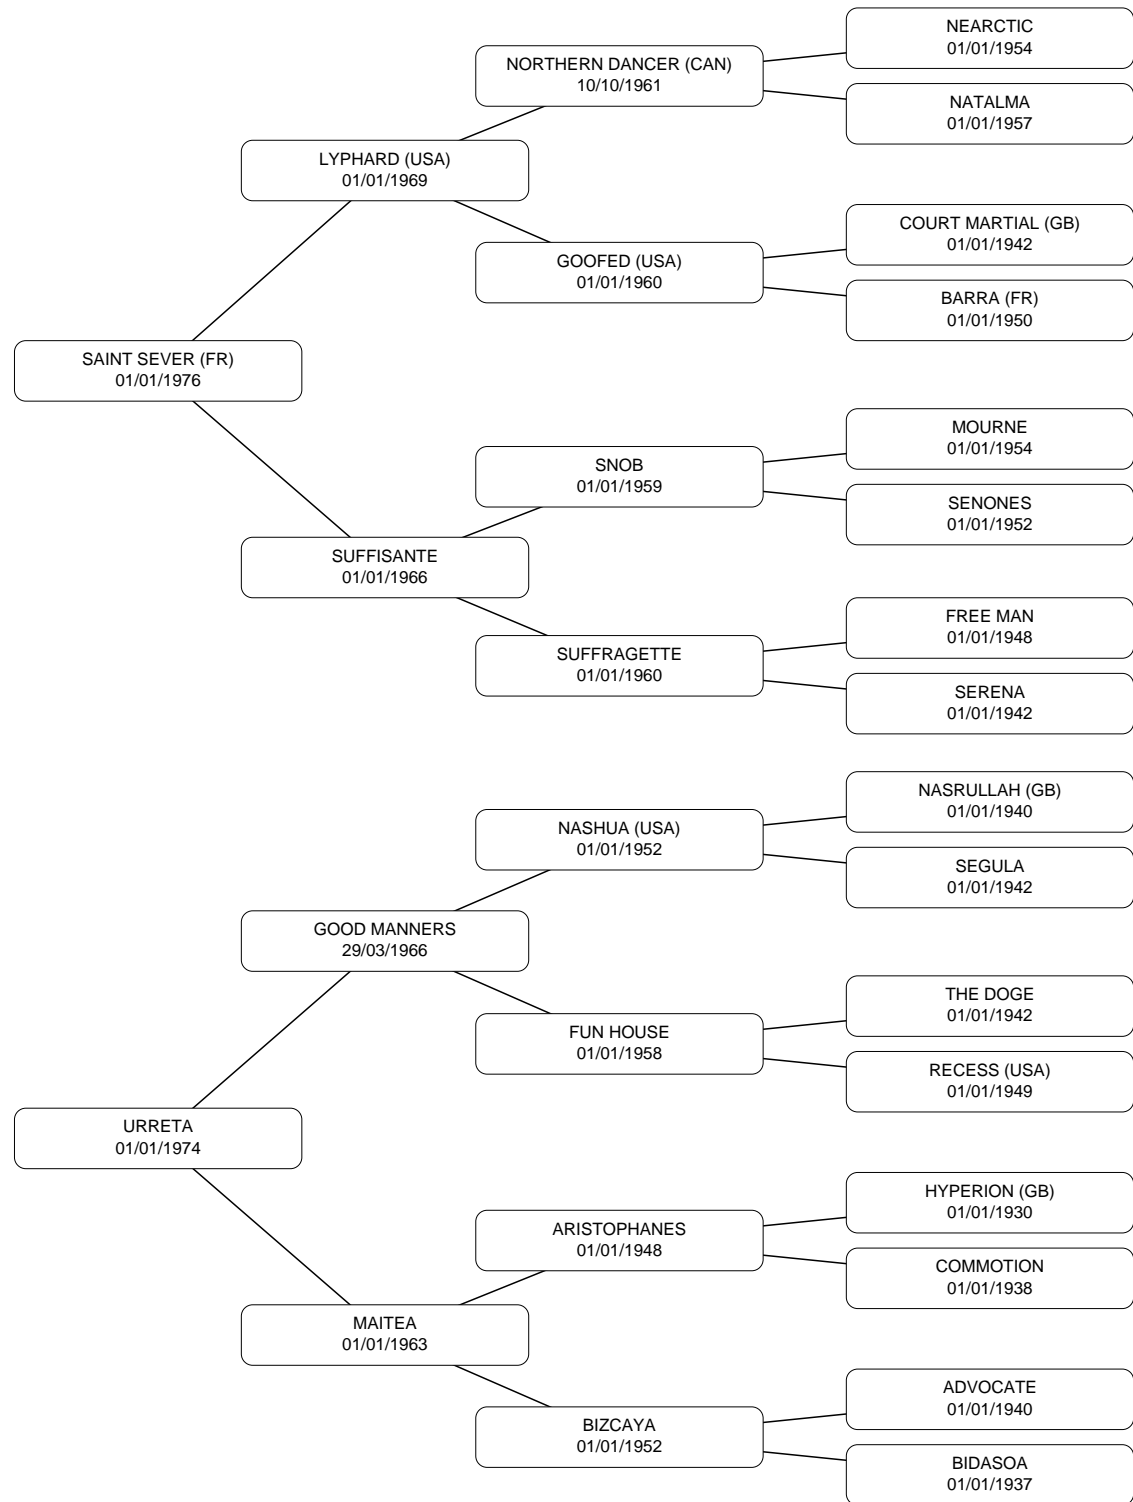 NEARCTIC
01/01/1954
NORTHERN DANCER (CAN)
10/10/1961
NATALMA
01/01/1957
LYPHARD (USA)
01/01/1969
COURT MARTIAL (GB)
01/01/1942
GOOFED (USA)
01/01/1960
BARRA (FR)
01/01/1950
SAINT SEVER (FR)
01/01/1976
MOURNE
01/01/1954
SNOB
01/01/1959
SENONES
01/01/1952
SUFFISANTE
01/01/1966
FREE MAN
01/01/1948
SUFFRAGETTE
01/01/1960
SERENA
01/01/1942
NASRULLAH (GB)
01/01/1940
NASHUA (USA)
01/01/1952
SEGULA
01/01/1942
GOOD MANNERS
29/03/1966
THE DOGE
01/01/1942
FUN HOUSE
01/01/1958
RECESS (USA)
01/01/1949
URRETA
01/01/1974
HYPERION (GB)
01/01/1930
ARISTOPHANES
01/01/1948
COMMOTION
01/01/1938
MAITEA
01/01/1963
ADVOCATE
01/01/1940
BIZCAYA
01/01/1952
BIDASOA
01/01/1937